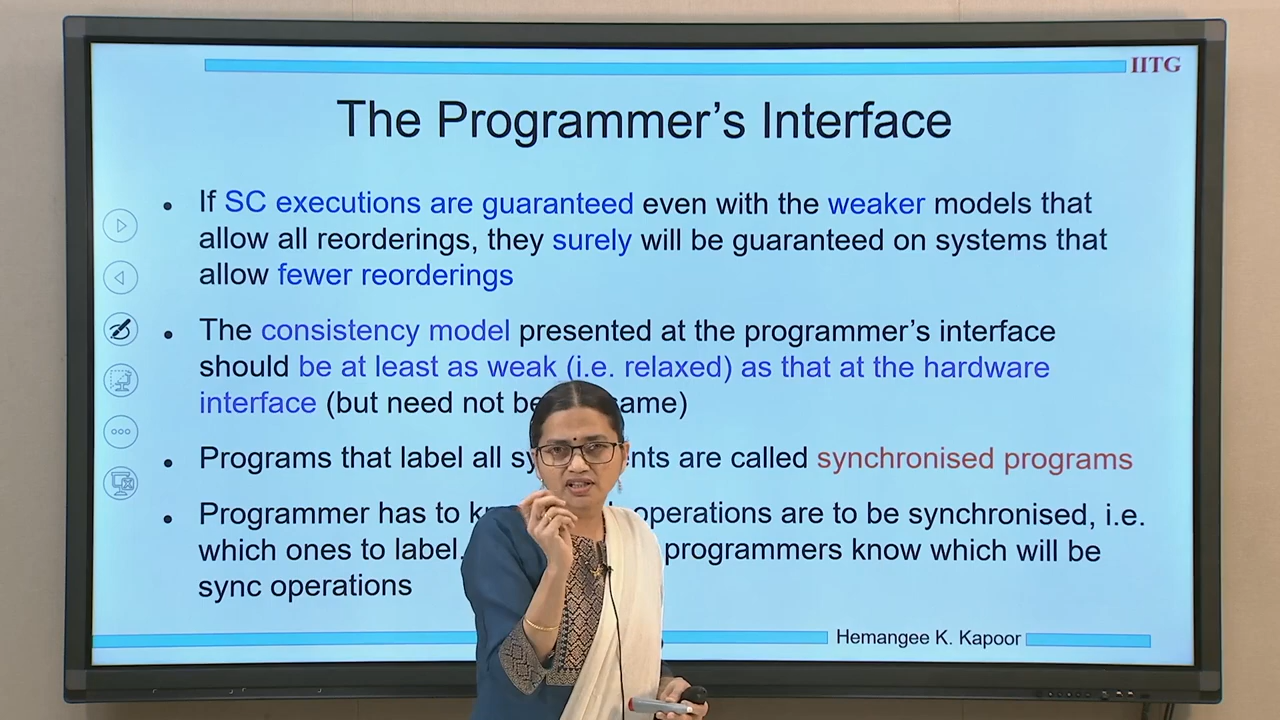 IITG
The Programmer's Interface
• If SC executions are guaranteed even with the weaker models that
allow all reorderings, they surely will be guaranteed on systems that
allow fewer reorderings
• The consistency model presented at the programmer's interface
should be at least as weak (i.e. relaxed) as that at the hardware
interface (but need not be same)
• Programs that label all sy nts are called synchronised programs
• Programmer has to operations are to be synchronised, i.e.
which ones to label. programmers know which will be
sync operations
Hemangee K. Kapoor